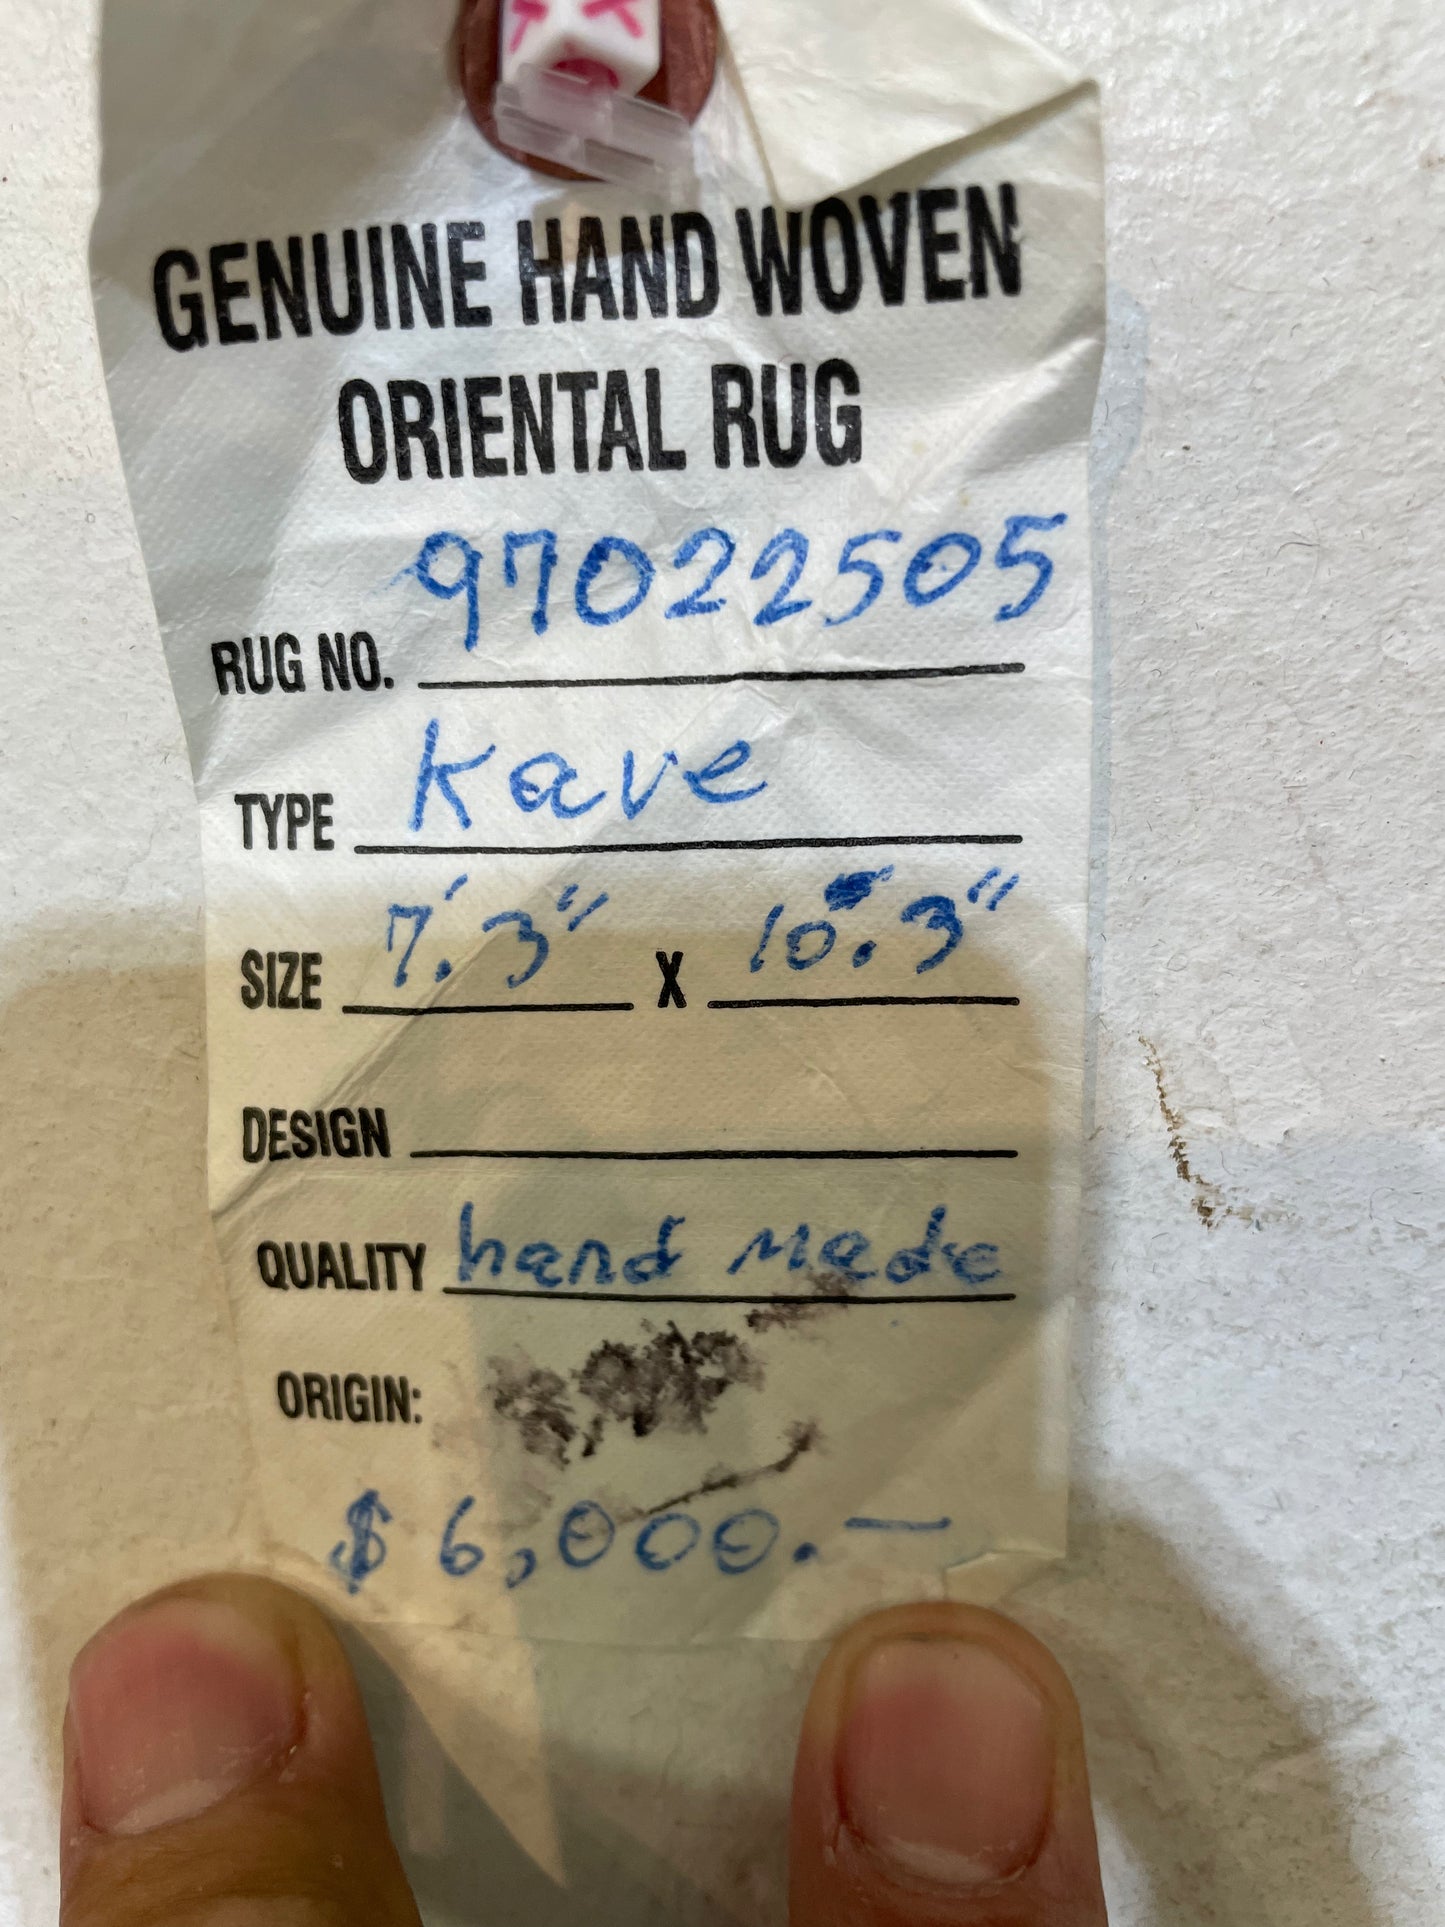 GENUINE HAND WOVEN
ORIENTAL RUG
RUG NO. 97022505
TYPE Kave
SIZE 7'.3" X 10'.3"
DESIGN
QUALITY hand made
ORIGIN:
$ 6,000.—